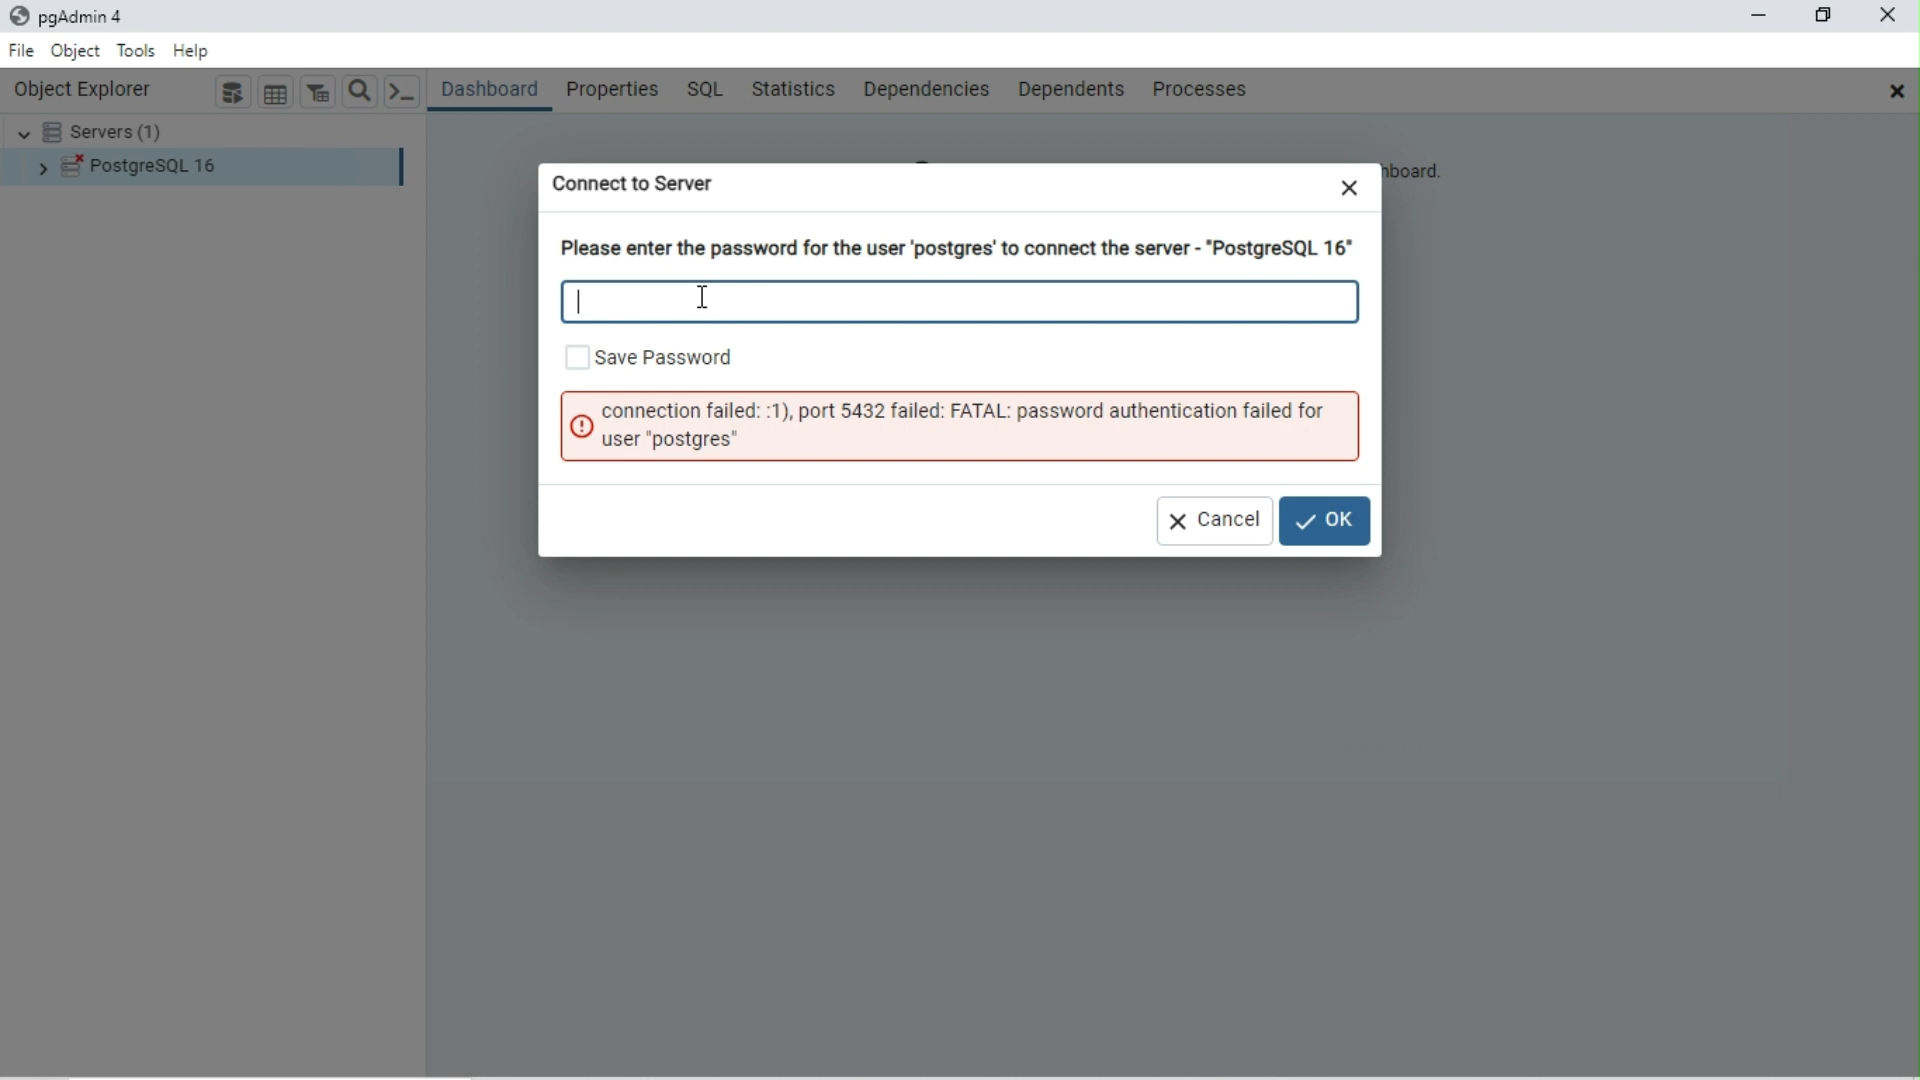 pgAdmin 4
File Object Tools Help
Object Explorer
Dashboard Properties SQL Statistics Dependencies Dependents Processes
Servers (1)
PostgreSQL 16
hboard.
Connect to Server
Please enter the password for the user 'postgres' to connect the server - "PostgreSQL 16"
Save Password
connection failed: :1), port 5432 failed: FATAL: password authentication failed for
user "postgres"
Cancel OK